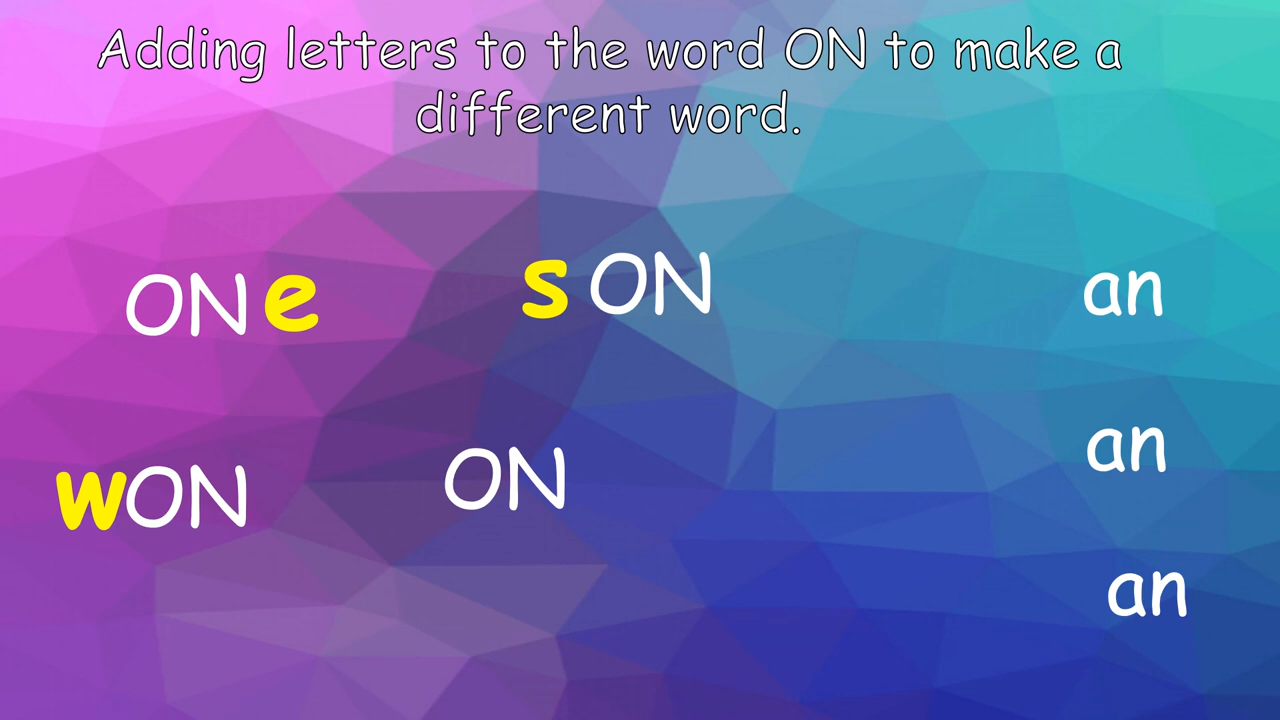 Adding letters to the word ON to make a
different word.
ONe
sON
an
wON
ON
an
an